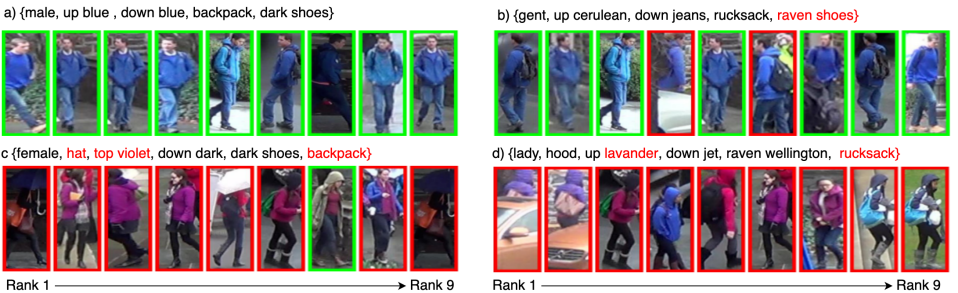 a) {male, up blue , down blue, backpack, dark shoes}
b) {gent, up cerulean, down jeans, rucksack, raven shoes}
c {female, hat, top violet, down dark, dark shoes, backpack}
d) {lady, hood, up lavander, down jet, raven wellington, rucksack}
Rank 1 Rank 9
Rank 1 Rank 9